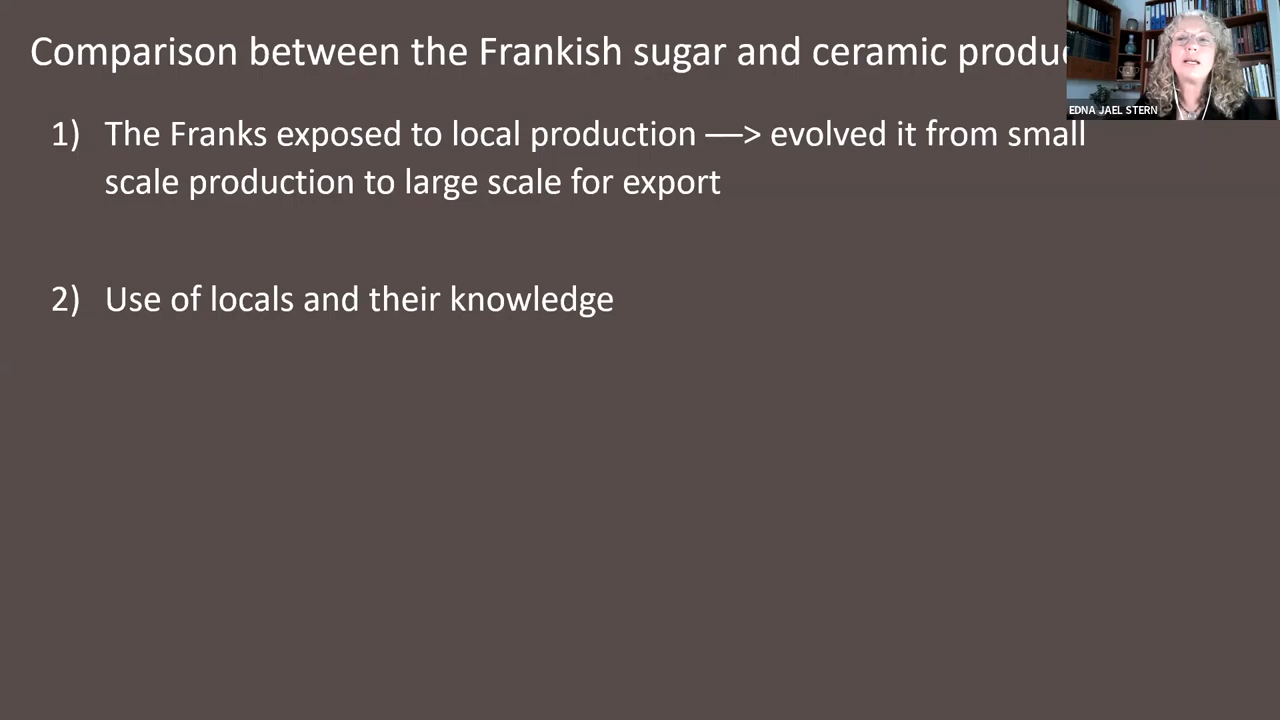 Comparison between the Frankish sugar and ceramic
EDNA JAEL STERN
1) The Franks exposed to local production —–> evolved it from small
scale production to large scale for export
2) Use of locals and their knowledge